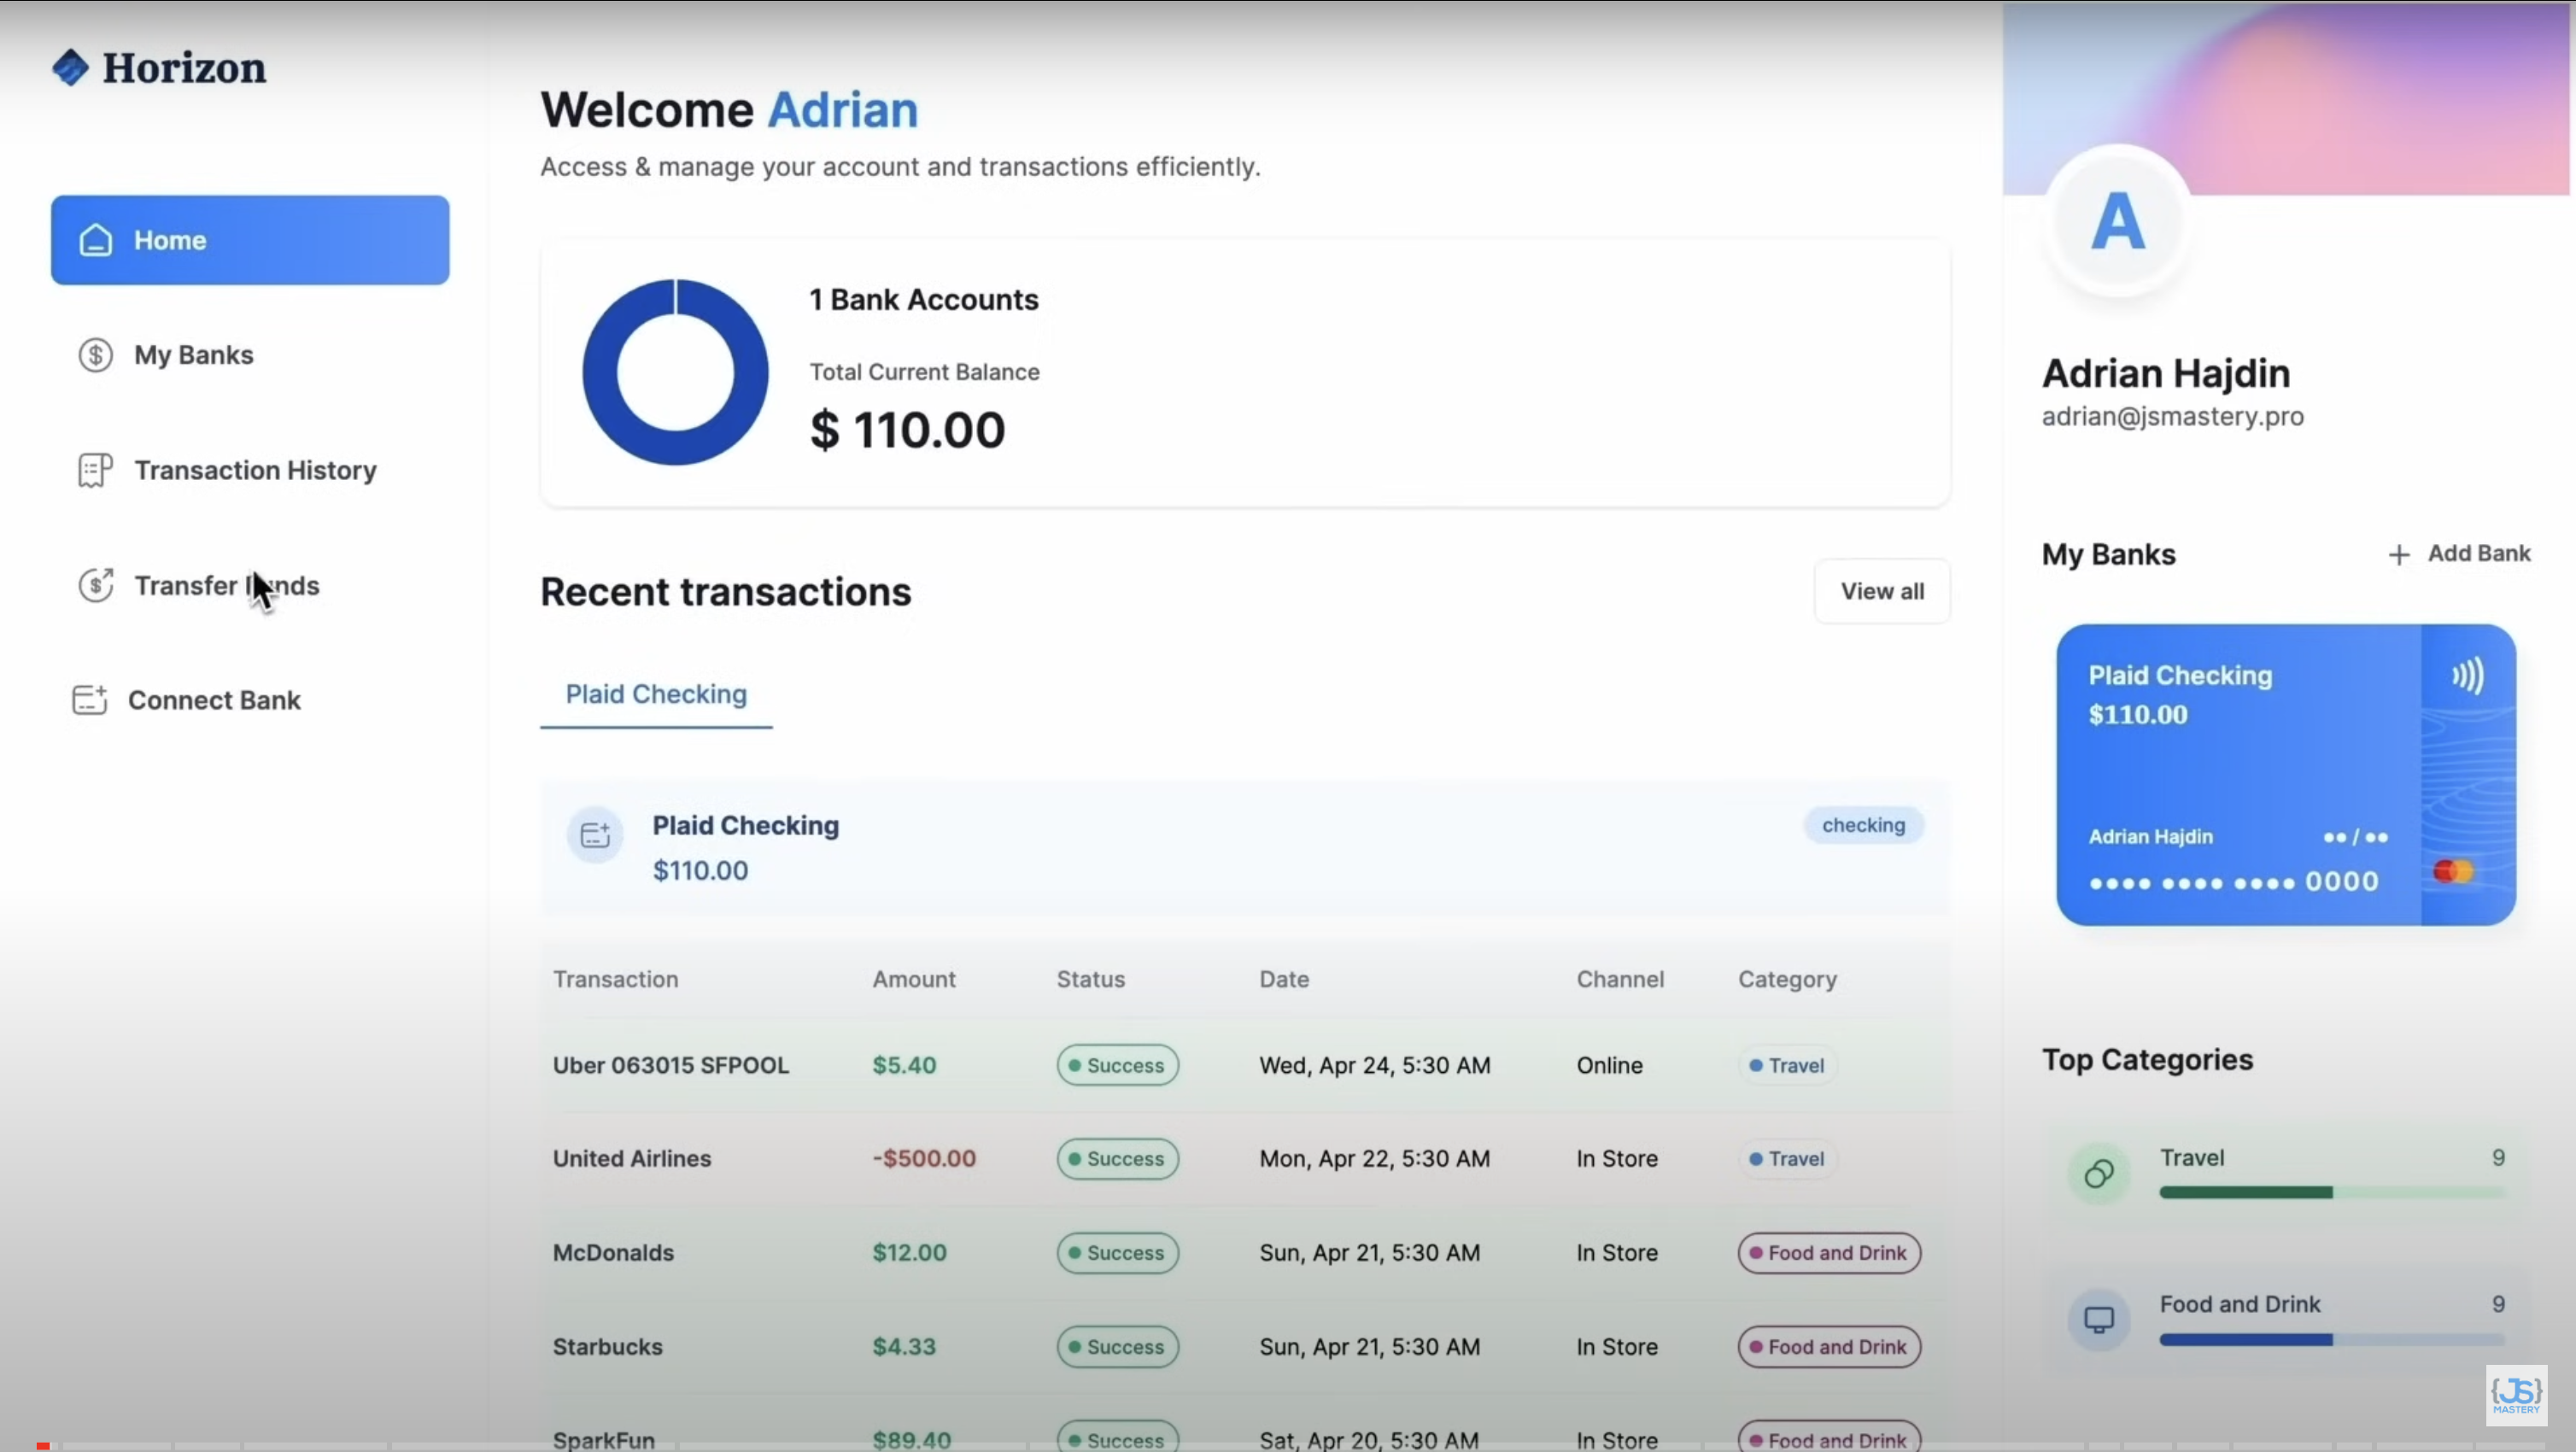 Horizon
Home
My Banks
Transaction History
Transfer
Connect Bank
Welcome Adrian
Access & manage your account and transactions efficiently.
1 Bank Accounts
Total Current Balance
$ 110.00
Recent transactions
View all
Plaid Checking
Plaid Checking
$110.00
checking
Transaction Amount Status Date Channel Category
Uber 063015 SFPOOL $5.40 Success Wed, Apr 24, 5:30 AM Online Travel
United Airlines -$500.00 Success Mon, Apr 22, 5:30 AM In Store Travel
McDonalds $12.00 Success Sun, Apr 21, 5:30 AM In Store Food and Drink
Starbucks $4.33 Success Sun, Apr 21, 5:30 AM In Store Food and Drink
SparkFun $89.40 Success Sat, Apr 20, 5:30 AM In Store Food and Drink
A
Adrian Hajdin
adrian@jsmastery.pro
My Banks
+ Add Bank
Plaid Checking
$110.00
Adrian Hajdin ●● / ●●
●●●● ●●●● ●●●● 0000
Top Categories
Travel 9
Food and Drink 9
{JS}
MASTERY